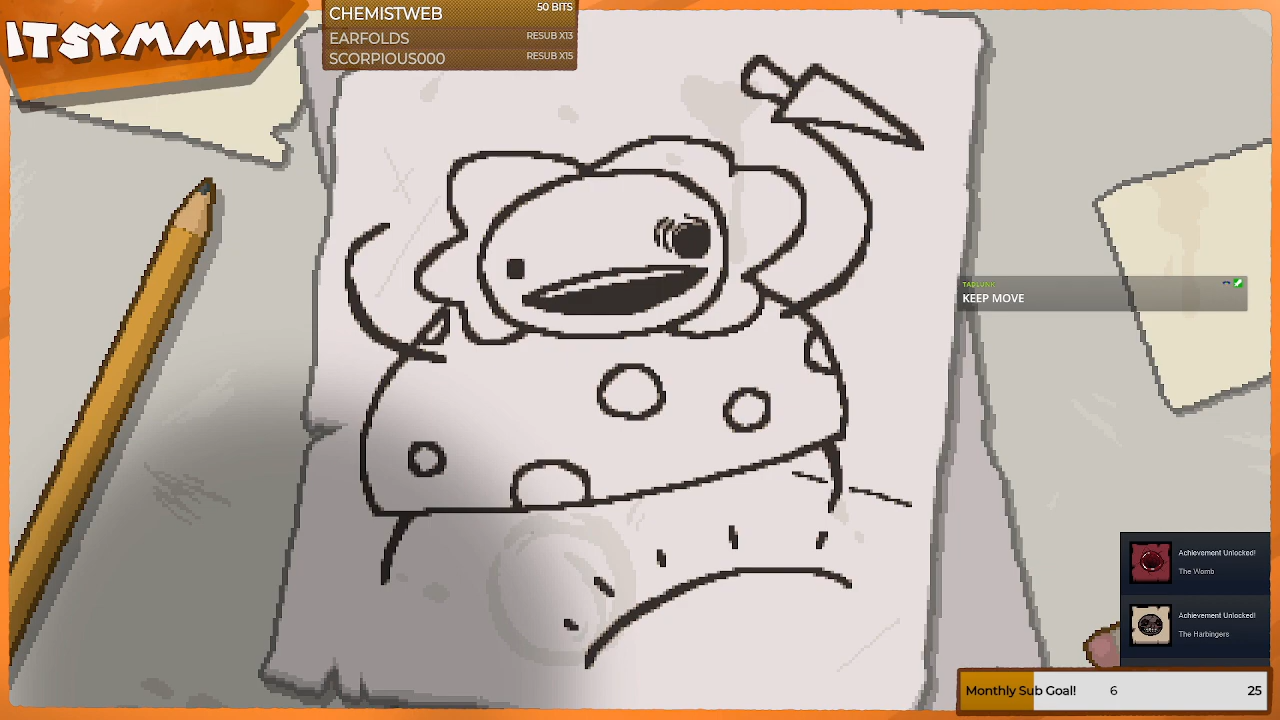 ITSYMMIJ
CHEMISTWEB 50 BITS
EARFOLDS RESUB X13
SCORPIOUS000 RESUB X15
KEEP MOVE
Achievement Unlocked!
The Womb
Achievement Unlocked!
The Harbingers
Monthly Sub Goal! 6 25